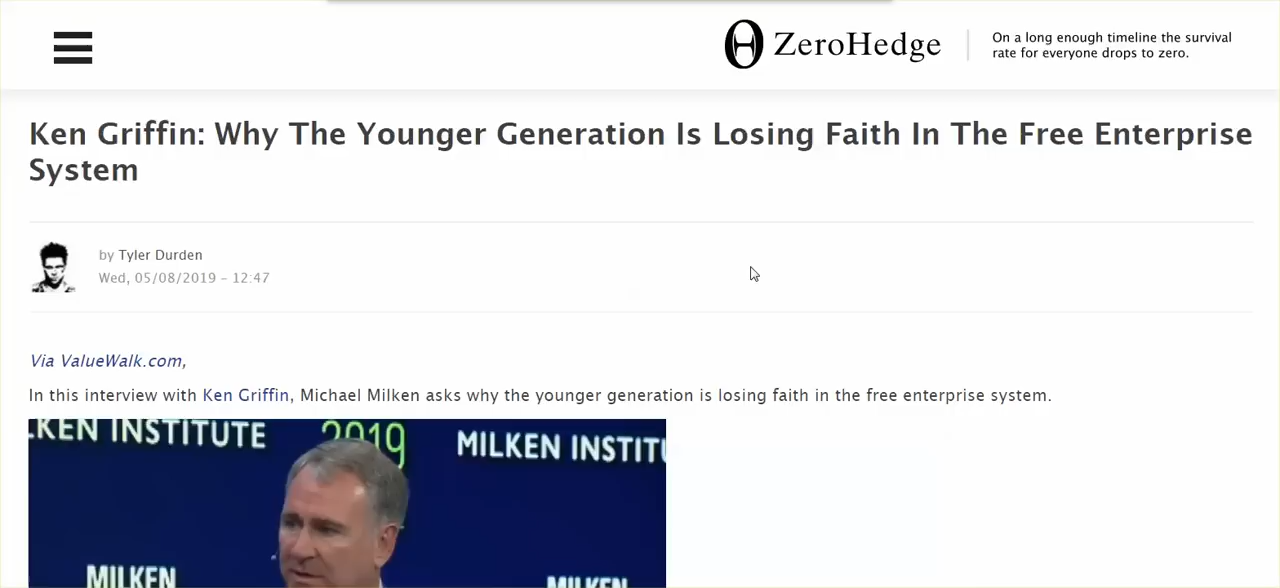 ZeroHedge
On a long enough timeline the survival
rate for everyone drops to zero.
Ken Griffin: Why The Younger Generation Is Losing Faith In The Free Enterprise
System
by Tyler Durden
Wed, 05/08/2019 – 12:47
Via ValueWalk.com,
In this interview with Ken Griffin, Michael Milken asks why the younger generation is losing faith in the free enterprise system.
LKEN INSTITUTE 2019 MILKEN INSTITU
MILKEN MILKEN